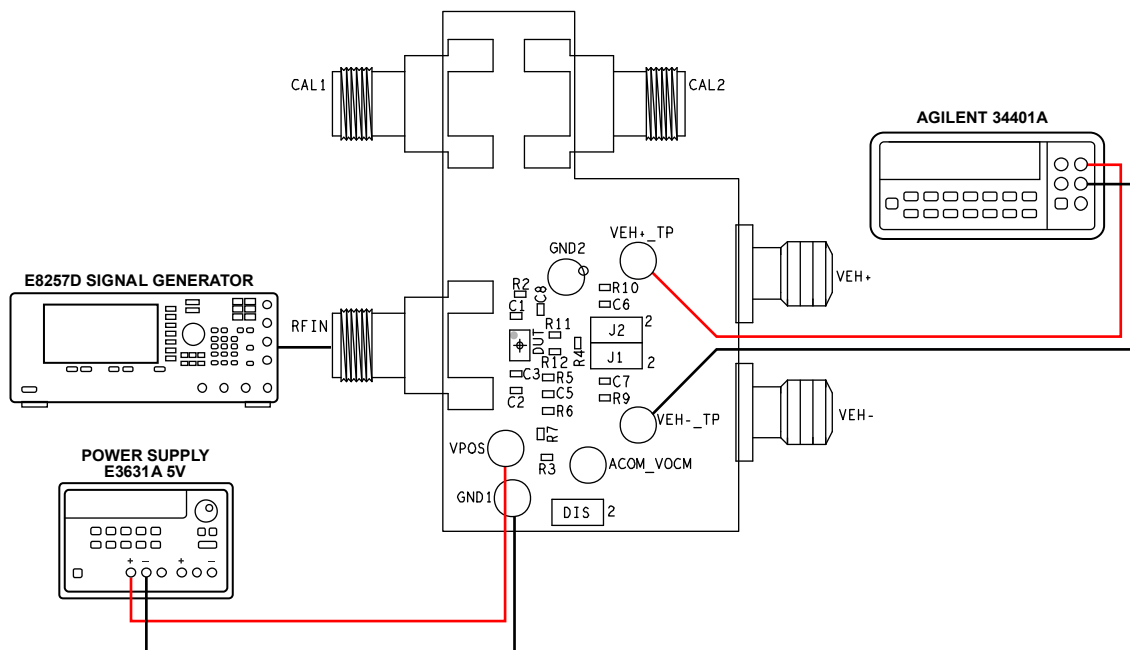 CAL1
CAL2
AGILENT 34401A
VEH+_TP
GND2
VEH+
E8257D SIGNAL GENERATOR
R2
C8
R10
C1
C6
RFIN
R11
J2
2
DUT
R4
J1
2
R12
C3
R5
C7
C2
C5
R9
R6
VEH-_TP
VEH-
R7
POWER SUPPLY
E3631A 5V
VPOS
R3
ACOM_VOCM
GND1
DIS
2
+
−
+
−